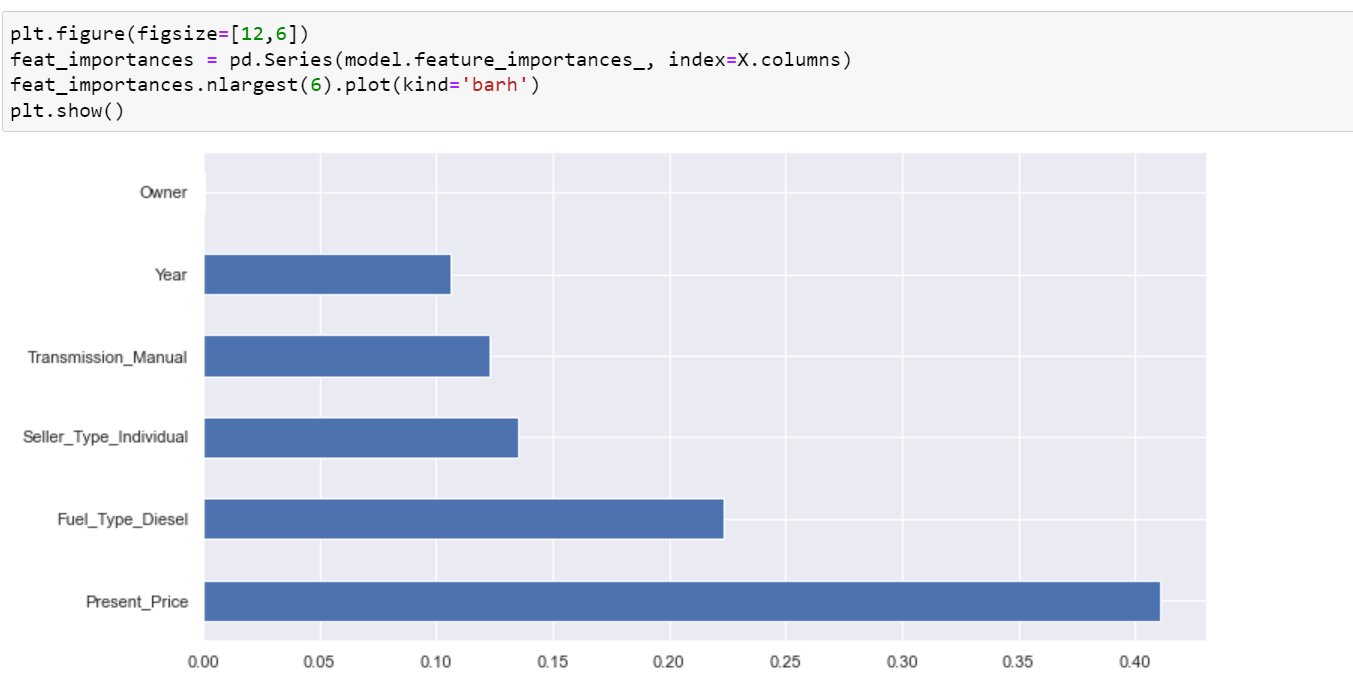 plt.figure(figsize=[12,6])
feat_importances = pd.Series(model.feature_importances_, index=X.columns)
feat_importances.nlargest(6).plot(kind='barh')
plt.show()
Owner
Year
Transmission_Manual
Seller_Type_Individual
Fuel_Type_Diesel
Present_Price
0.00 0.05 0.10 0.15 0.20 0.25 0.30 0.35 0.40